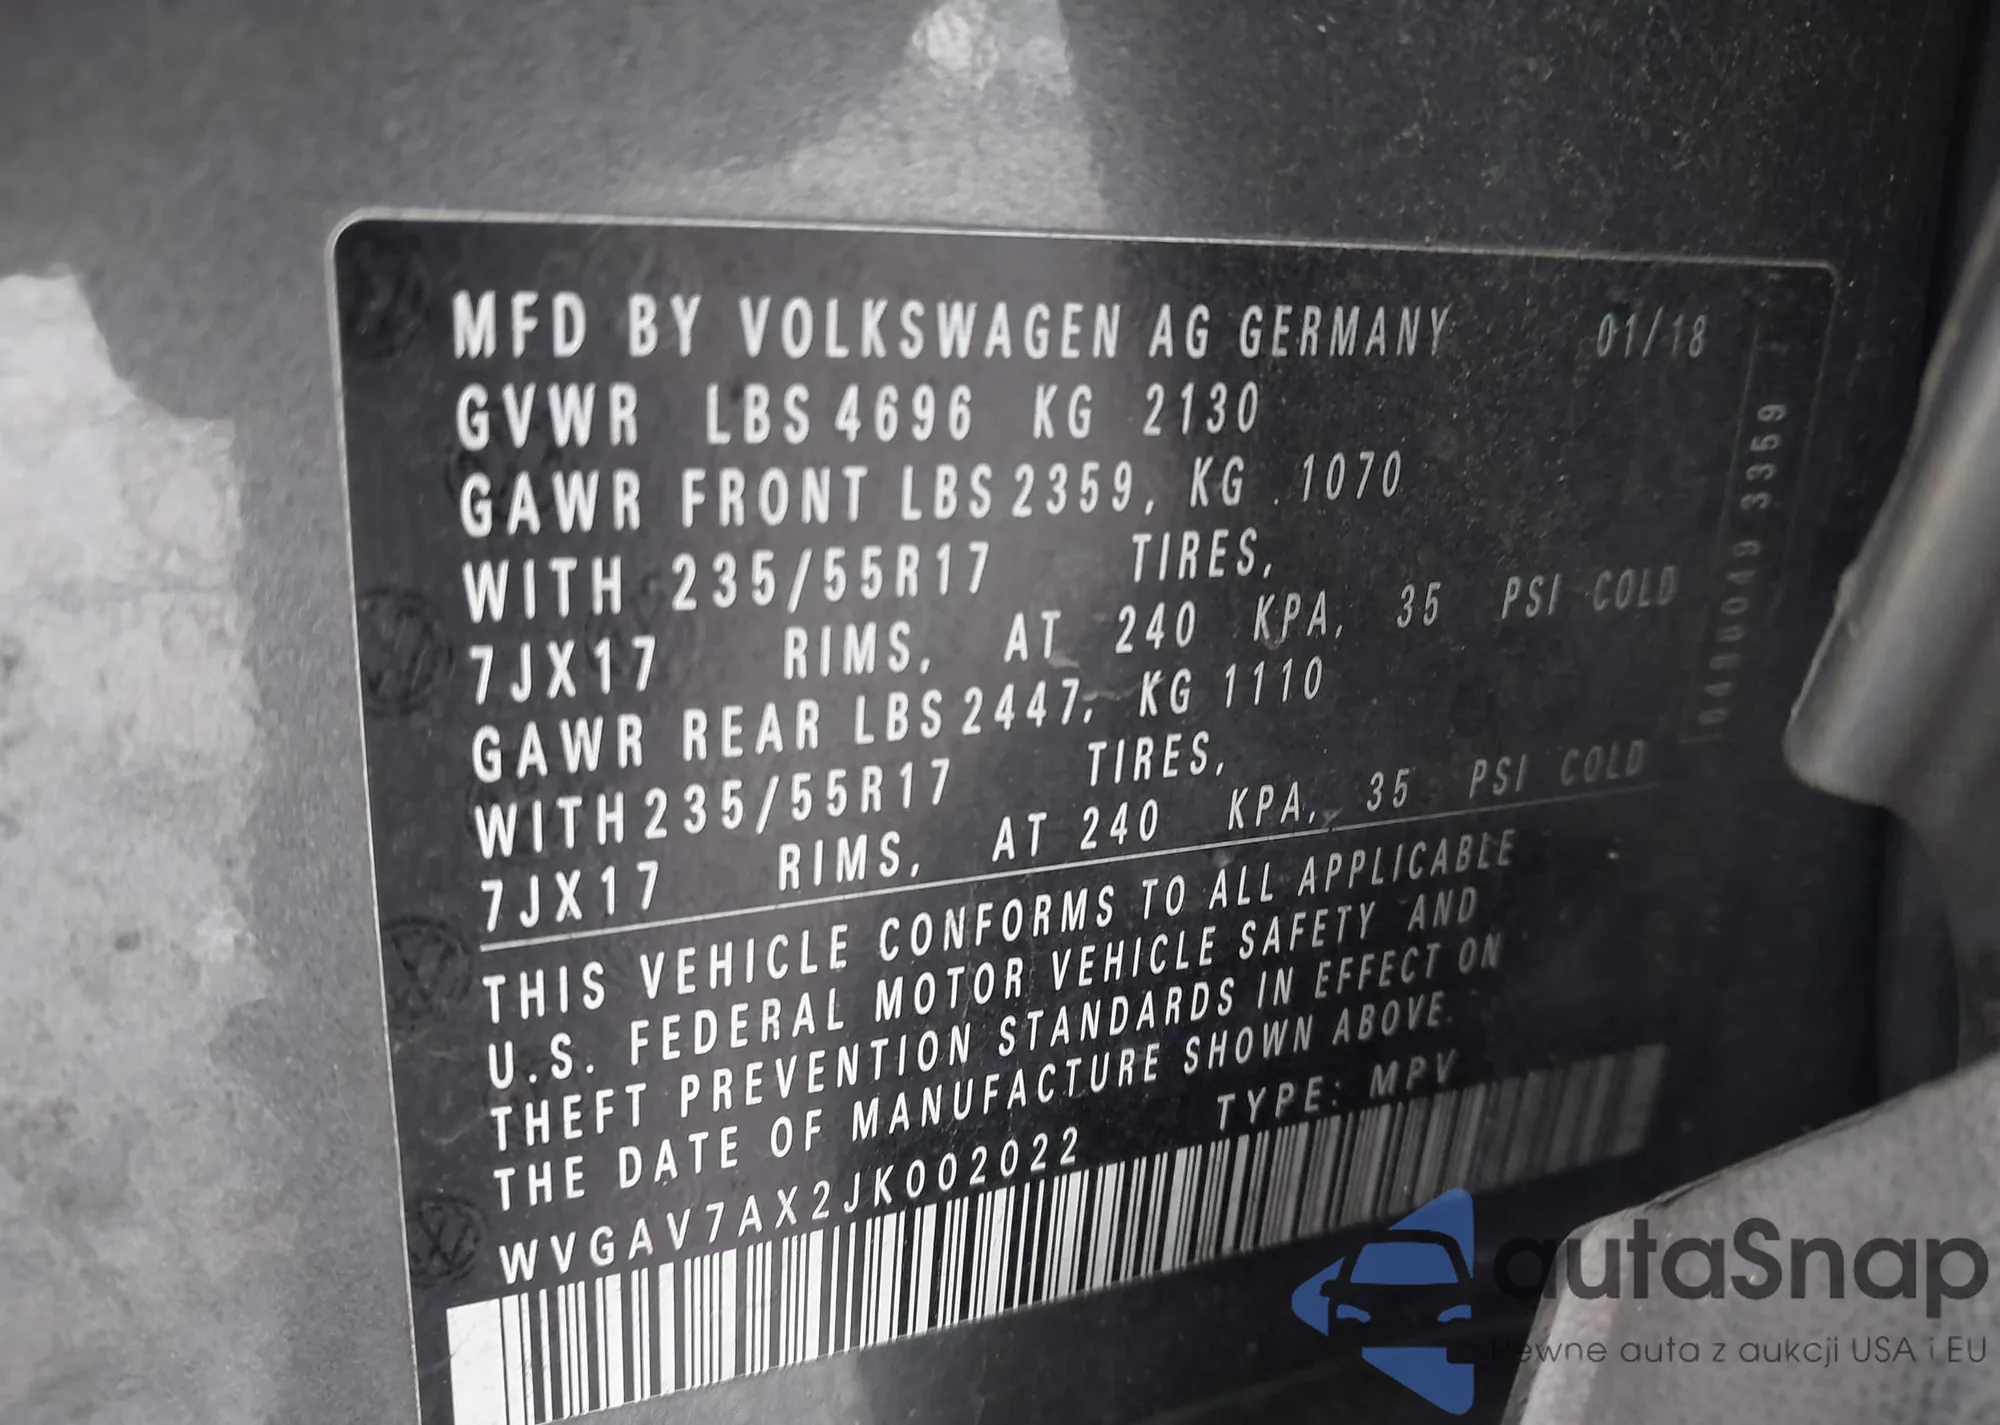 MFD BY VOLKSWAGEN AG GERMANY 01/18
GVWR LBS 4696 KG 2130
GAWR FRONT LBS 2359, KG 1070
WITH 235/55R17 TIRES,
7JX17 RIMS, AT 240 KPA, 35 PSI COLD
GAWR REAR LBS 2447, KG 1110
WITH 235/55R17 TIRES,
7JX17 RIMS, AT 240 KPA, 35 PSI COLD
THIS VEHICLE CONFORMS TO ALL APPLICABLE
U.S. FEDERAL MOTOR VEHICLE SAFETY AND
THEFT PREVENTION STANDARDS IN EFFECT ON
THE DATE OF MANUFACTURE SHOWN ABOVE.
WVGAV7AX2JK002022 TYPE: MPV
3359
autaSnap
Pewne auta z aukcji USA i EU